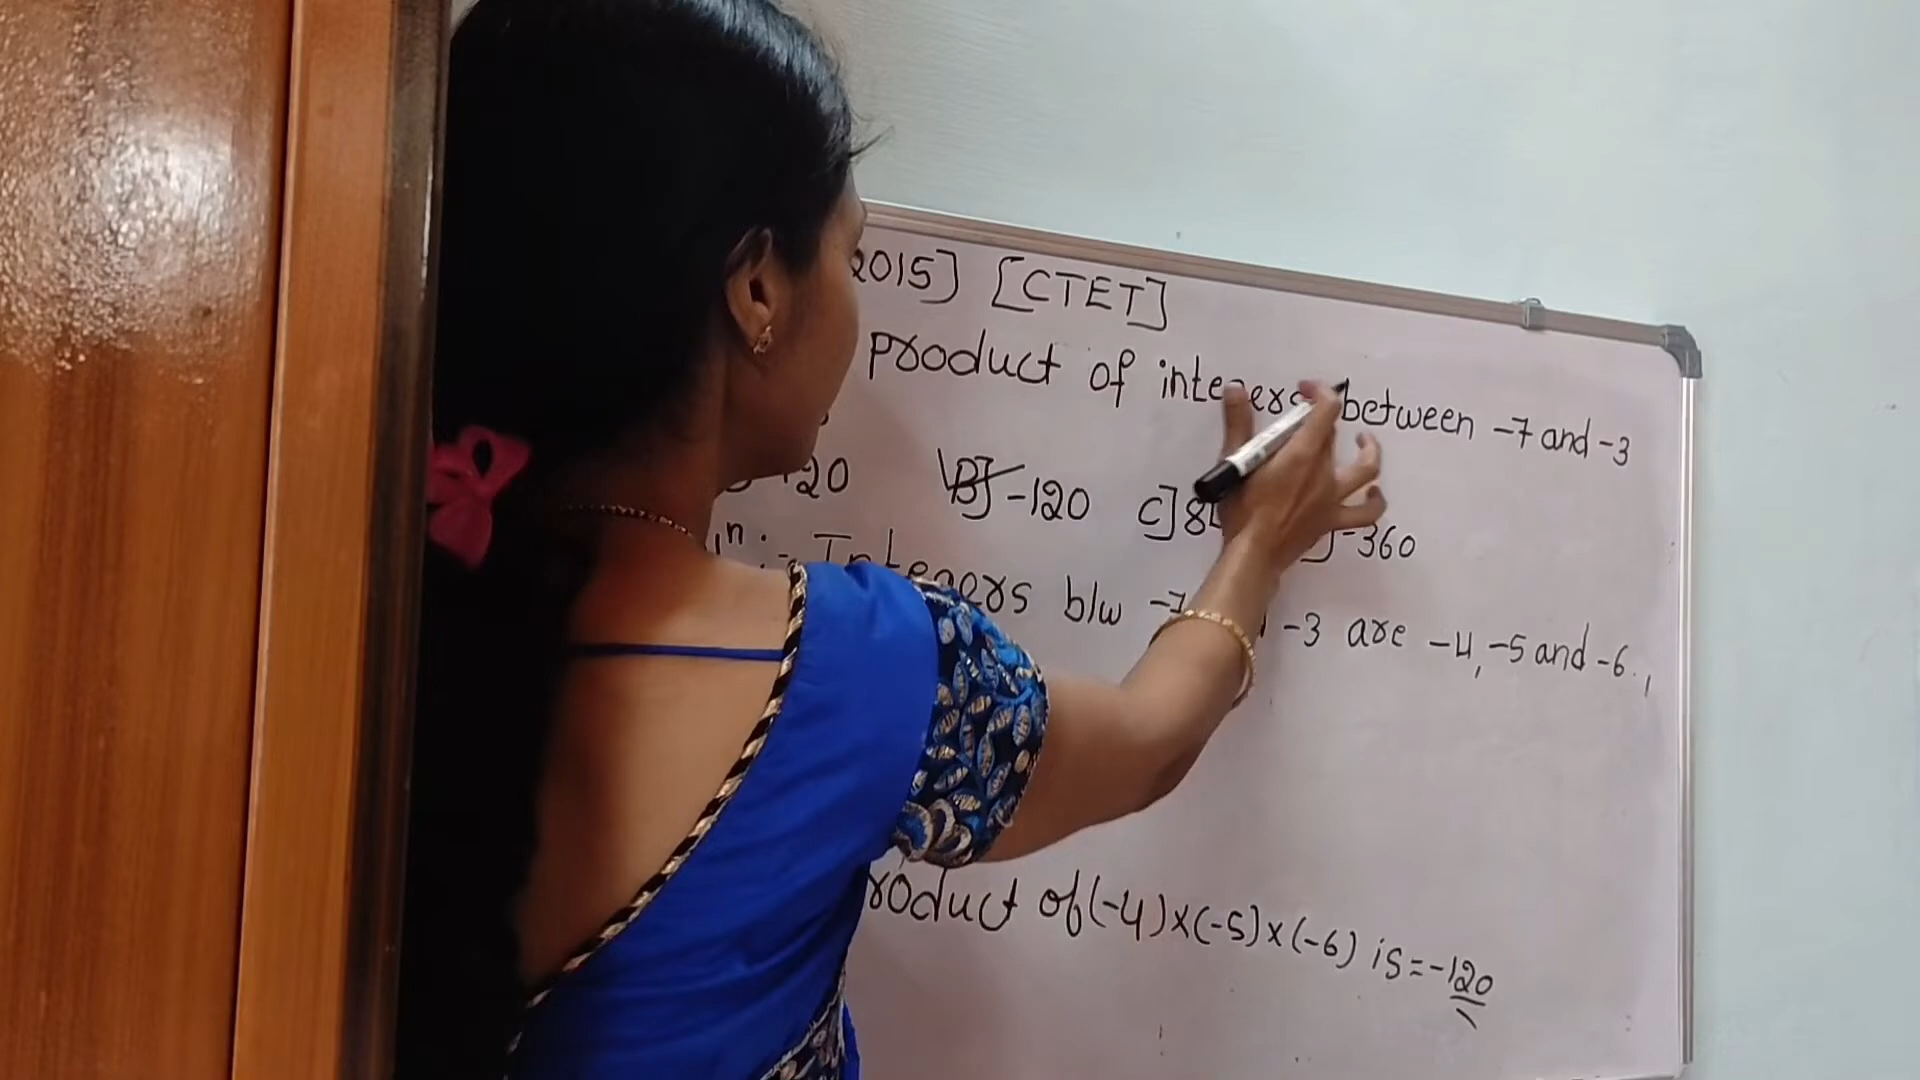 2015] [CTET]
product of integers between -7 and -3
120 B] -120 C] 8 -360
n :- Integers b/w -7 -3 are -4, -5 and -6.,
roduct of (-4)×(-5)×(-6) is = -120